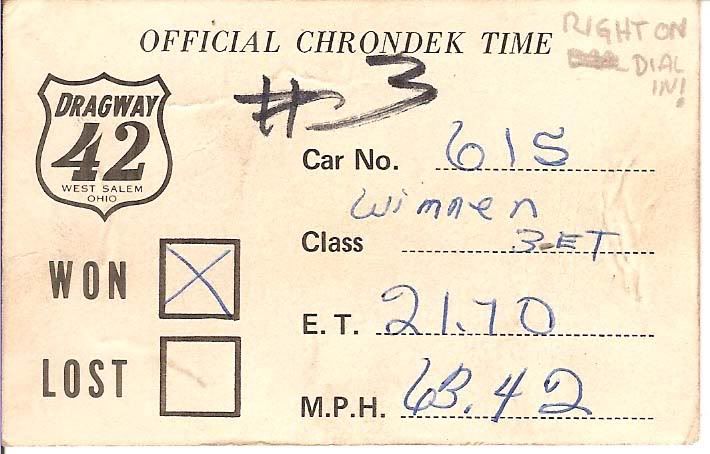 OFFICIAL CHRONDEK TIME
RIGHT ON
DIAL
IN!
#3
DRAGWAY
42
WEST SALEM
OHIO
Car No. 615
Winner
Class 3-ET
WON X
E.T. 21.70
LOST
M.P.H. 63.42